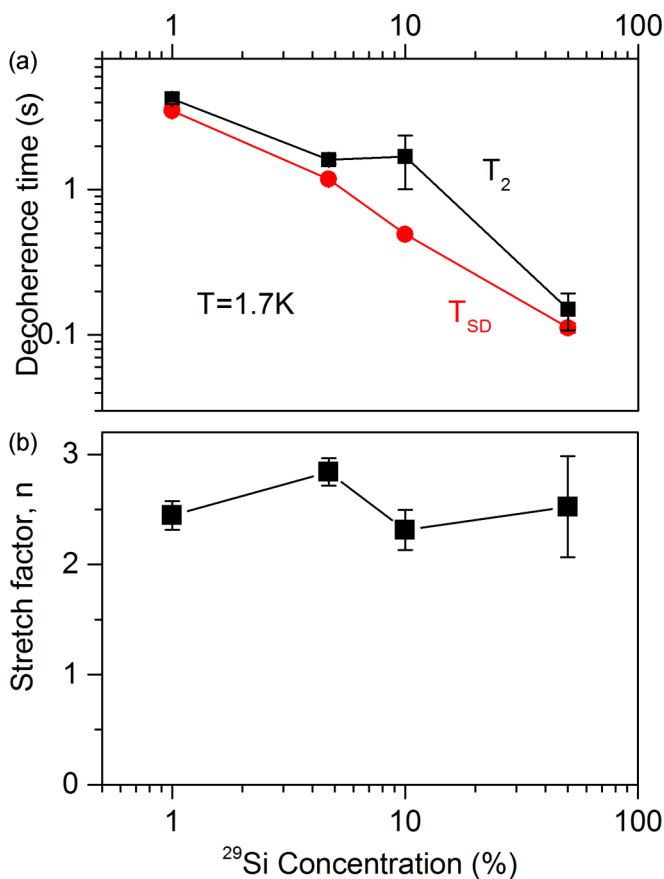 1 10 100
(a)
Decoherence time (s)
1
0.1
T₂
T=1.7K
T_SD
(b)
Stretch factor, n
3
2
1
0
1 10 100
²⁹Si Concentration (%)